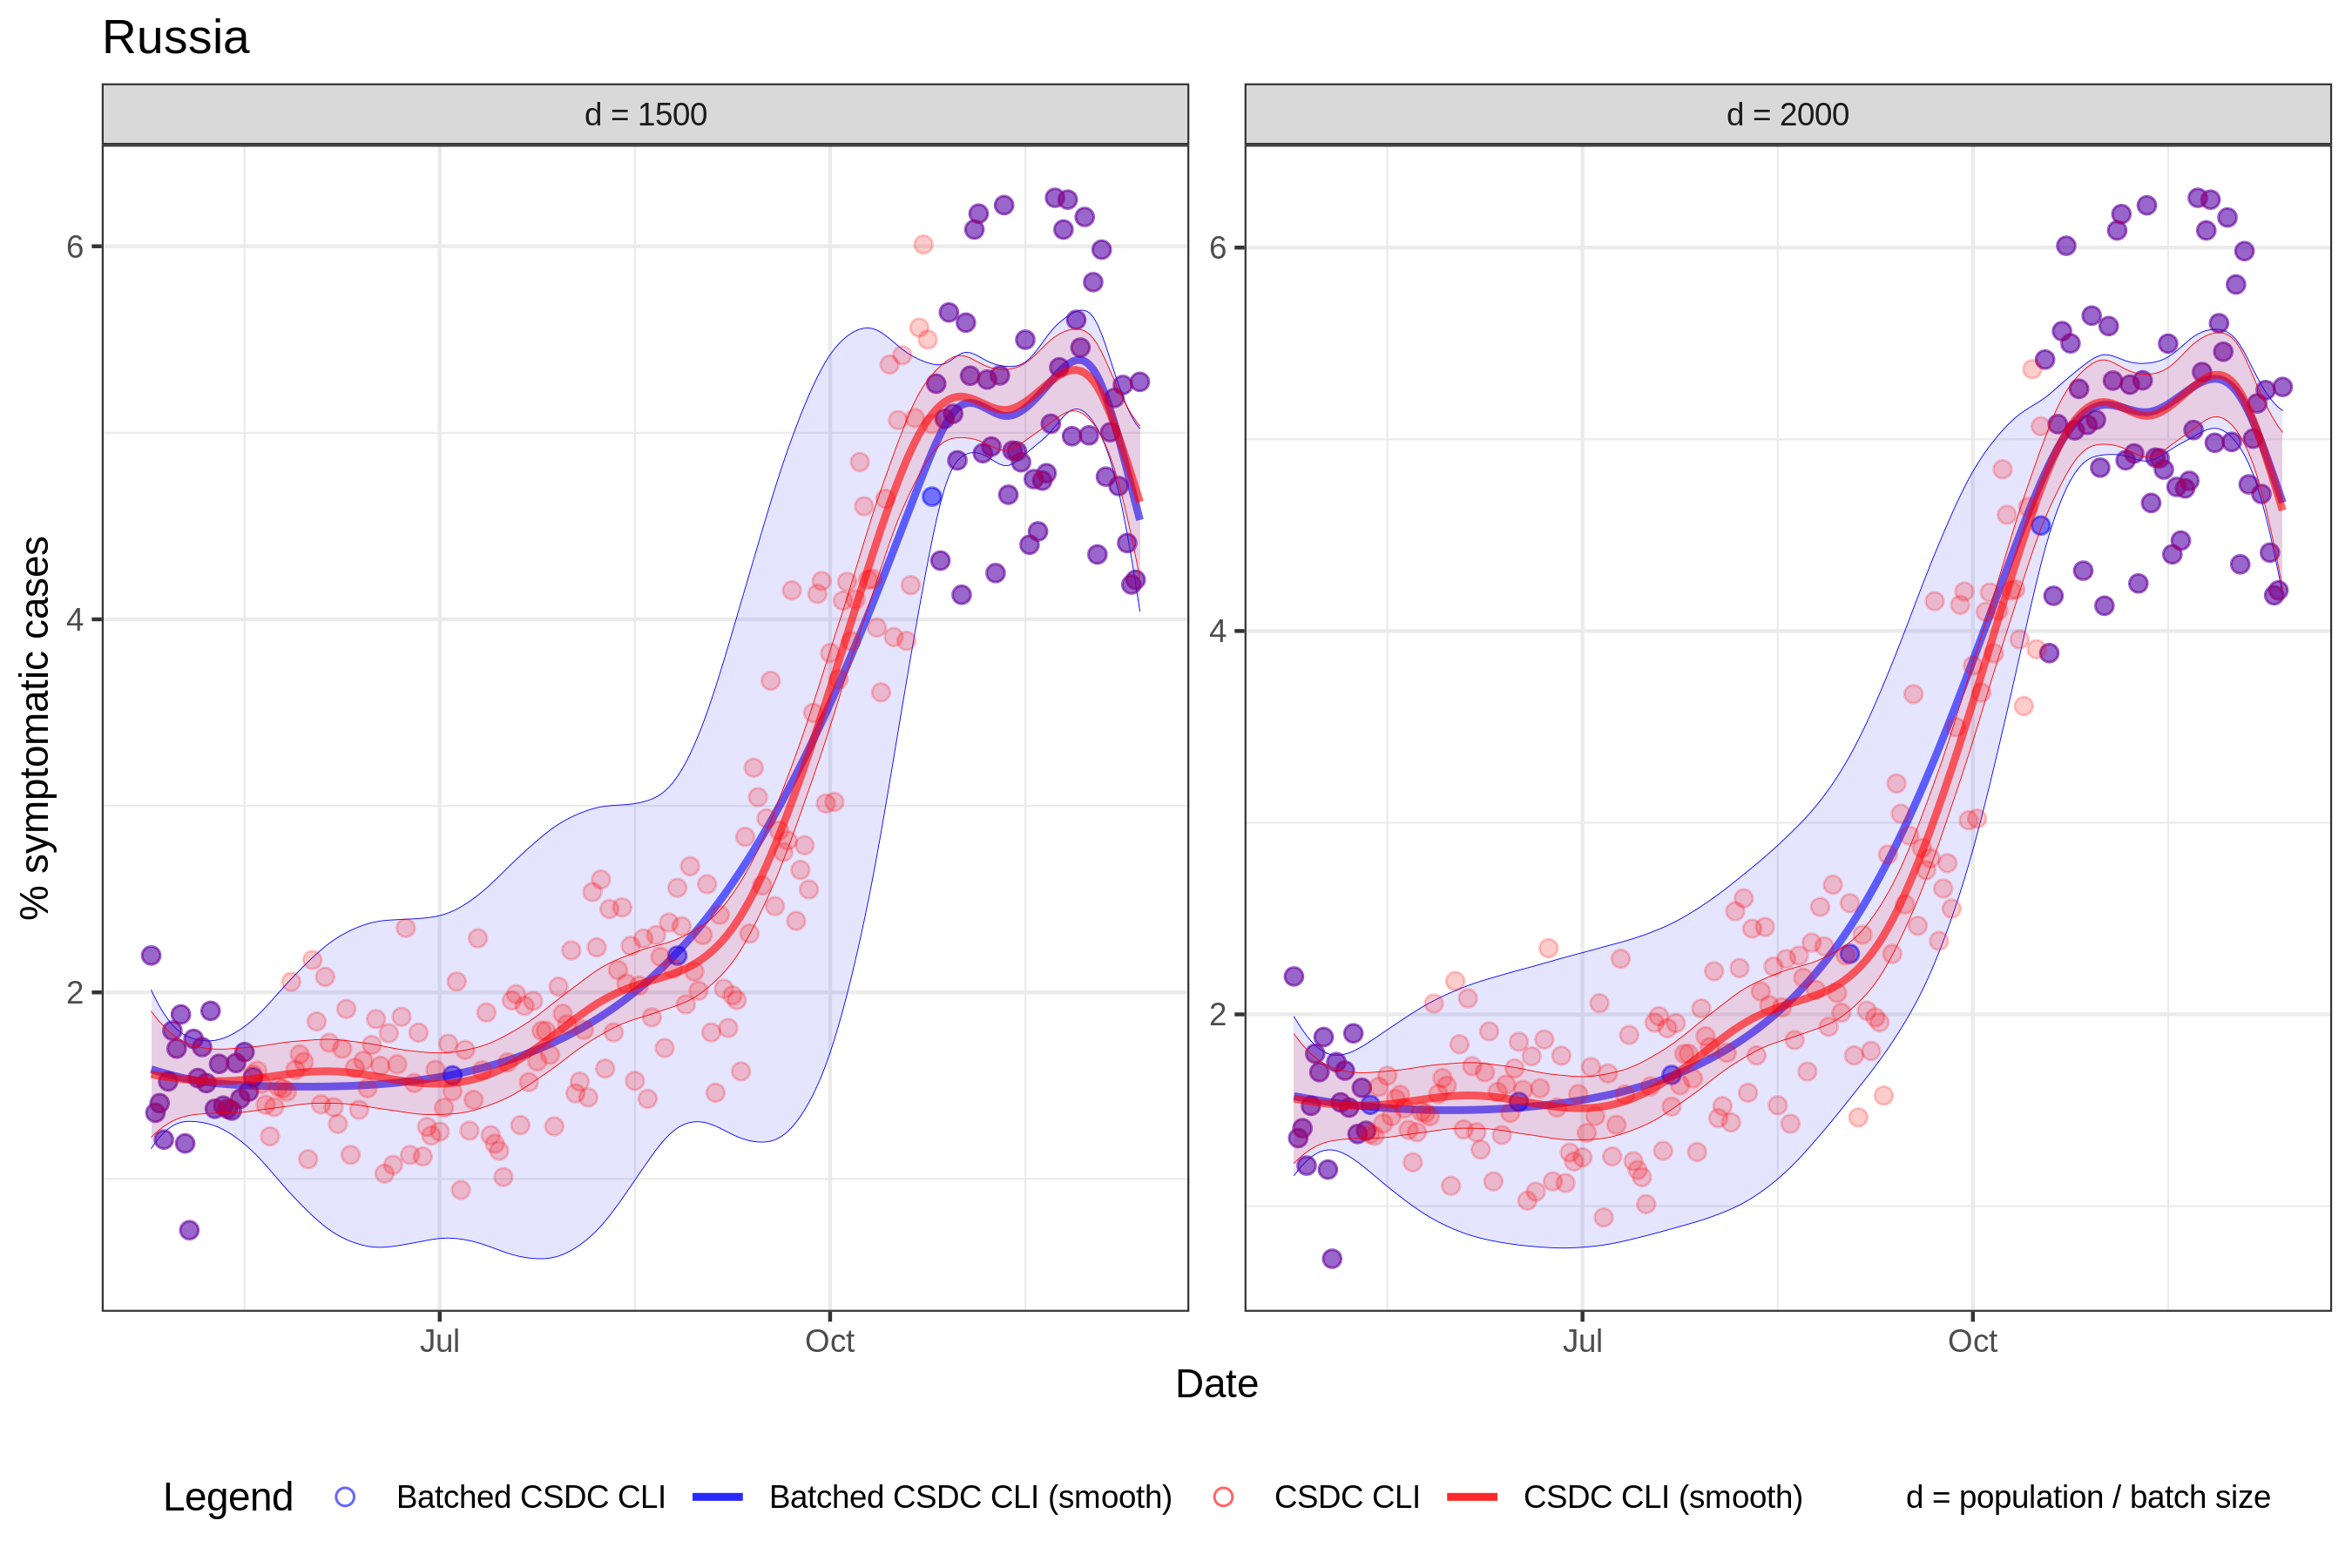 Russia
d = 1500
d = 2000
% symptomatic cases
6
4
2
6
4
2
Jul
Oct
Jul
Oct
Date
Legend
Batched CSDC CLI
Batched CSDC CLI (smooth)
CSDC CLI
CSDC CLI (smooth)
d = population / batch size